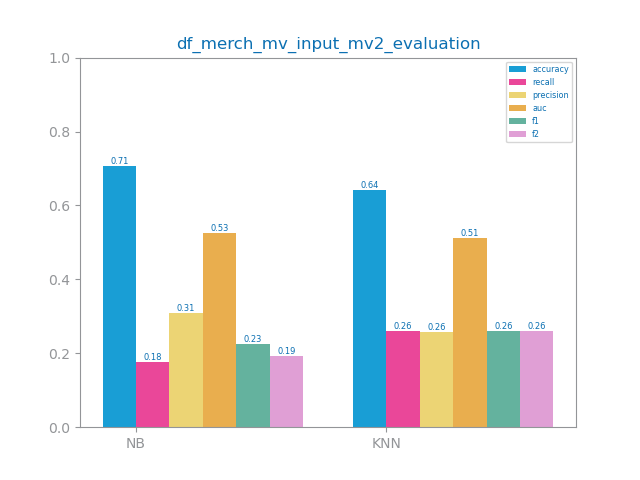 df_merch_mv_input_mv2_evaluation
1.0
0.8
0.6
0.4
0.2
0.0
accuracy
recall
precision
auc
f1
f2
0.71
0.18
0.31
0.53
0.23
0.19
0.64
0.26
0.26
0.51
0.26
0.26
NB
KNN